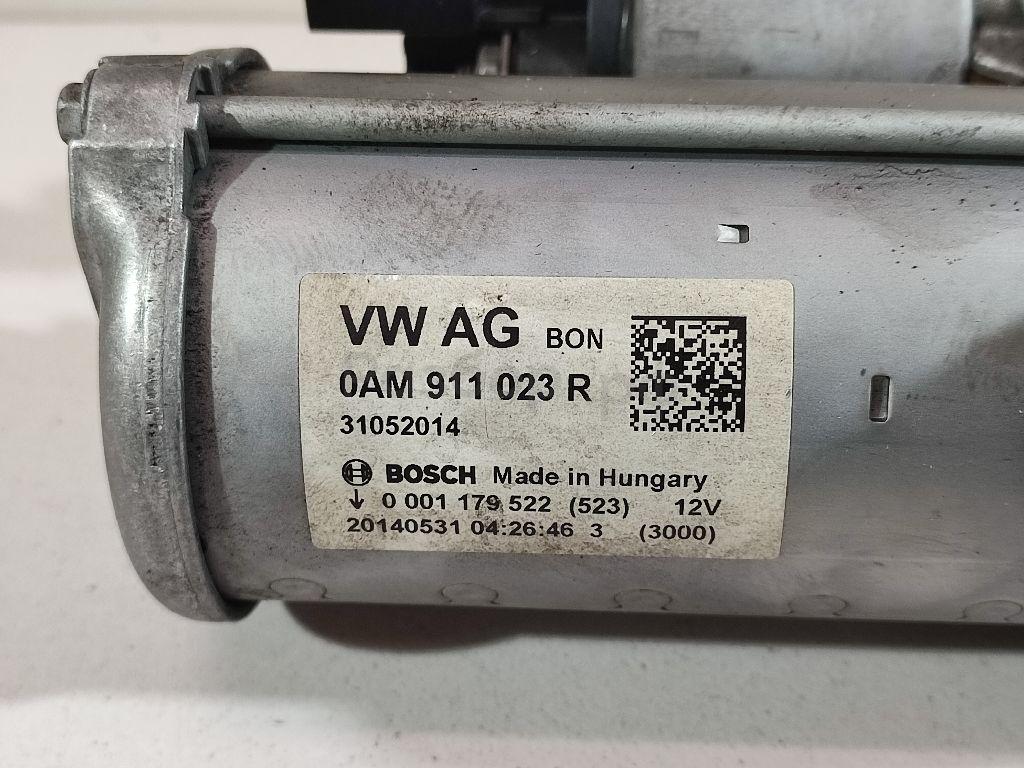 VW AG BON
0AM 911 023 R
31052014
BOSCH Made in Hungary
↓ 0 001 179 522 (523) 12V
20140531 04:26:46 3 (3000)